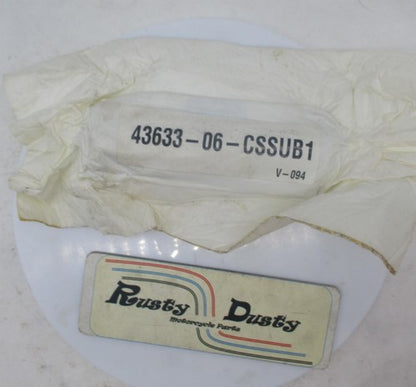 43633-06-CSSUB1
V-094
Rusty Dusty
Motorcycle Parts